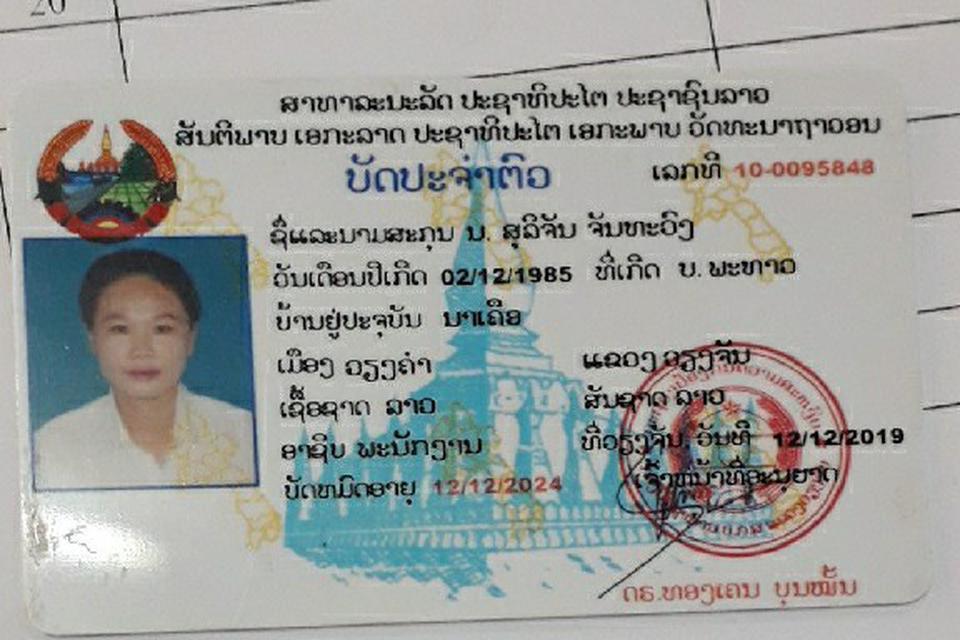 20
ສາທາລະນະລັດ ປະຊາທິປະໄຕ ປະຊາຊົນລາວ
ສັນຕິພາບ ເອກະລາດ ປະຊາທິປະໄຕ ເອກະພາບ ວັດທະນາຖາວອນ
ບັດປະຈຳຕົວ ເລກທີ 10-0095848
ຊື່ແລະນາມສະກຸນ ນ. ສຸລິຈັນ ຈັນທະວົງ
ວັນເດືອນປີເກີດ 02/12/1985 ທີ່ເກີດ ບ. ພະທາວ
ບ້ານຢູ່ປະຈຸບັນ ນາເຄືອ
ເມືອງ ວຽງຄຳ ແຂວງ ວຽງຈັນ
ເຊື້ອຊາດ ລາວ ສັນຊາດ ລາວ
ອາຊີບ ພະນັກງານ ທີ່ວຽງຈັນ, ວັນທີ 12/12/2019
ບັດຫມົດອາຍຸ 12/12/2024 ເຈົ້າຫນ້າທີ່ອະນຸຍາດ
ດຣ.ທອງເຄນ ບຸນໝັ້ນ